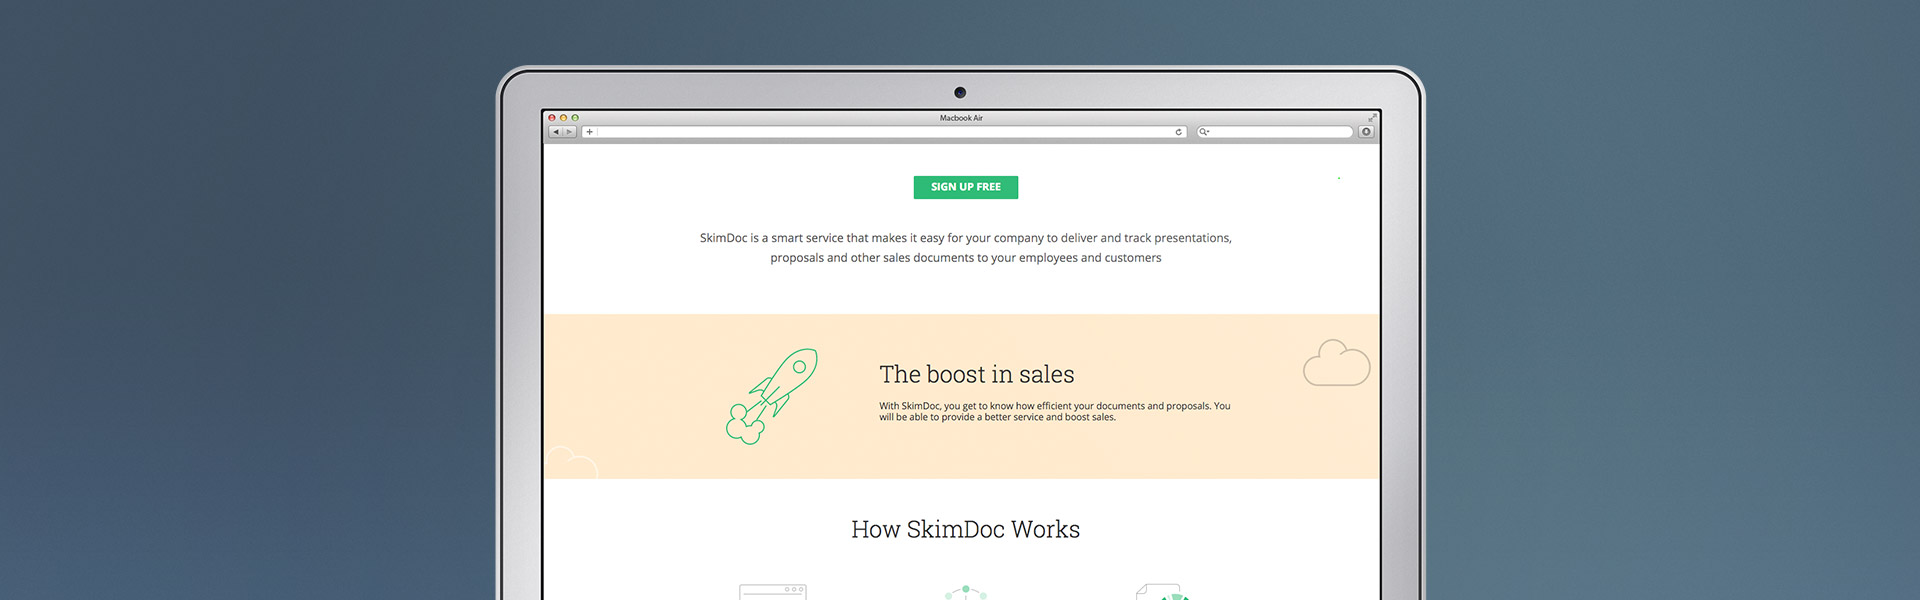 Macbook Air
SIGN UP FREE
SkimDoc is a smart service that makes it easy for your company to deliver and track presentations,
proposals and other sales documents to your employees and customers
The boost in sales
With SkimDoc, you get to know how efficient your documents and proposals. You
will be able to provide a better service and boost sales.
How SkimDoc Works